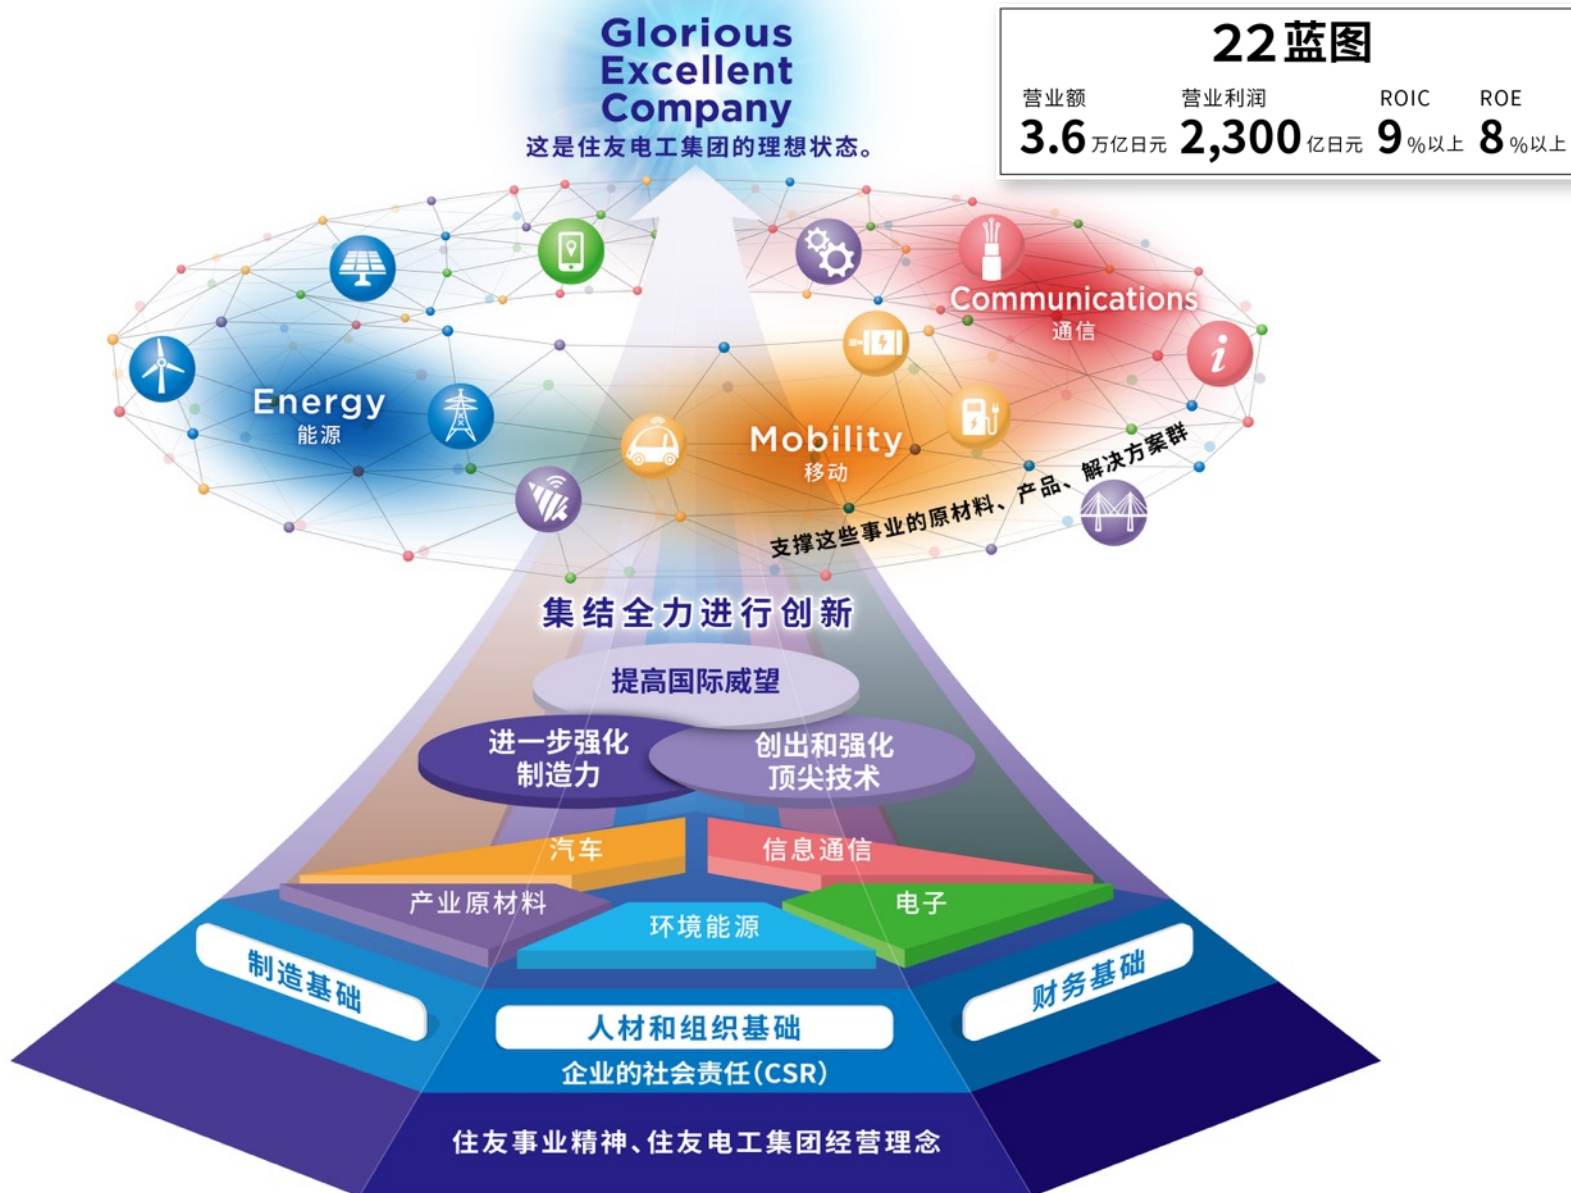 Glorious
Excellent
Company
这是住友电工集团的理想状态。
22蓝图
营业额 营业利润 ROIC ROE
3.6万亿日元 2,300亿日元 9%以上 8%以上
Communications
通信
Energy
能源
Mobility
移动
i
支撑这些事业的原材料、产品、解决方案群
集结全力进行创新
提高国际威望
进一步强化
制造力
创出和强化
顶尖技术
汽车
信息通信
产业原材料
环境能源
电子
制造基础
人材和组织基础
财务基础
企业的社会责任(CSR)
住友事业精神、住友电工集团经营理念